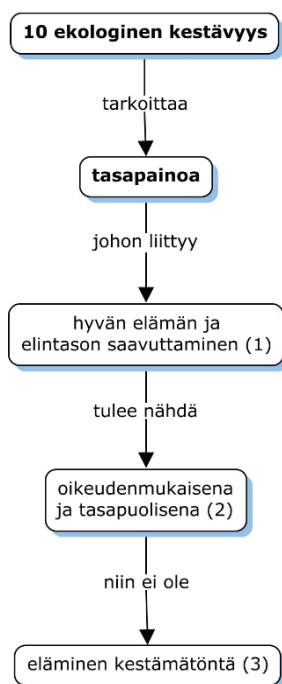 10 ekologinen kestävyys
tarkoittaa
tasapainoa
johon liittyy
hyvän elämän ja
elintason saavuttaminen (1)
tulee nähdä
oikeudenmukaisena
ja tasapuolisena (2)
niin ei ole
eläminen kestämätöntä (3)